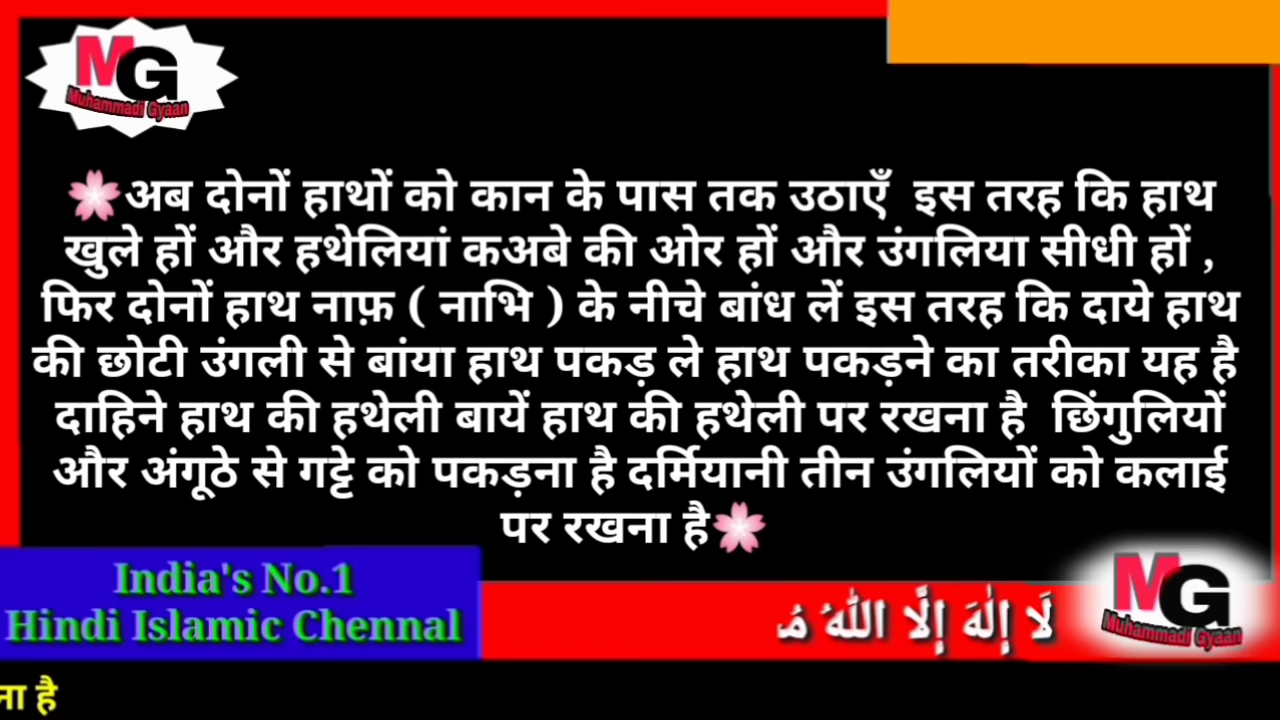 MG
Muhammadi Gyaan
🌸अब दोनों हाथों को कान के पास तक उठाएँ इस तरह कि हाथ
खुले हों और हथेलियां कअबे की ओर हों और उंगलिया सीधी हों ,
फिर दोनों हाथ नाफ़ ( नाभि ) के नीचे बांध लें इस तरह कि दाये हाथ
की छोटी उंगली से बांया हाथ पकड़ ले हाथ पकड़ने का तरीका यह है
दाहिने हाथ की हथेली बायें हाथ की हथेली पर रखना है छिंगुलियों
और अंगूठे से गट्टे को पकड़ना है दर्मियानी तीन उंगलियों को कलाई
पर रखना है🌸
India's No.1
Hindi Islamic Chennal
لَا إِلٰهَ إِلَّا اللّٰهُ مُ
MG
Muhammadi Gyaan
ना है